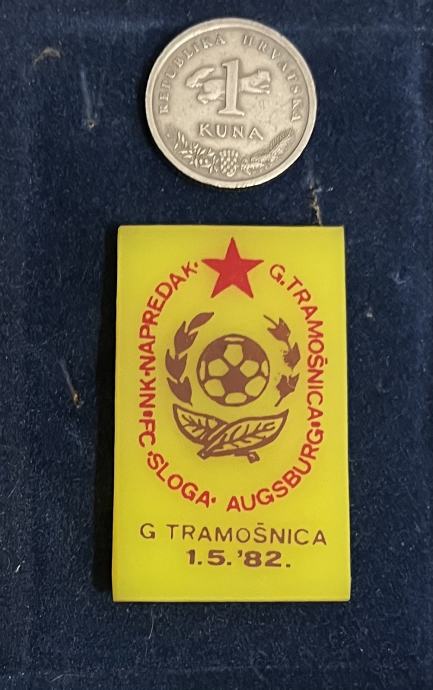 REPUBLIKA HRVATSKA
1
KUNA
NK•NAPREDAK• G.TRAMOŠNICA•G
FC•SLOGA• AUGSBURG
G TRAMOŠNICA
1.5.'82.